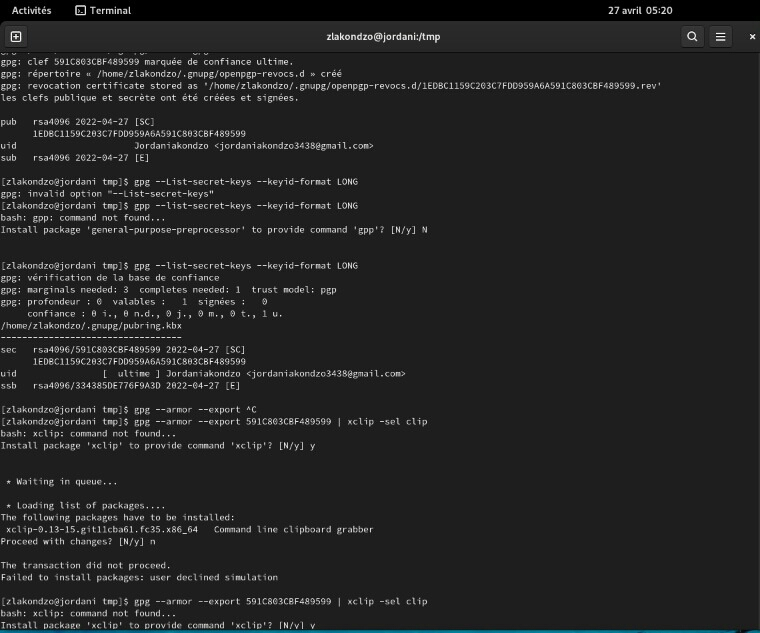 Activités Terminal 27 avril 05:20
zlakondzo@jordani:/tmp
gpg: clef 591C803CBF489599 marquée de confiance ultime.
gpg: répertoire « /home/zlakondzo/.gnupg/openpgp-revocs.d » créé
gpg: revocation certificate stored as '/home/zlakondzo/.gnupg/openpgp-revocs.d/1EDBC1159C203C7FDD959A6A591C803CBF489599.rev'
les clefs publique et secrète ont été créées et signées.
pub rsa4096 2022-04-27 [SC]
1EDBC1159C203C7FDD959A6A591C803CBF489599
uid Jordaniakondzo <jordaniakondzo3438@gmail.com>
sub rsa4096 2022-04-27 [E]
[zlakondzo@jordani tmp]$ gpg --List-secret-keys --keyid-format LONG
gpg: invalid option "--List-secret-keys"
[zlakondzo@jordani tmp]$ gpp --list-secret-keys --keyid-format LONG
bash: gpp: command not found...
Install package 'general-purpose-preprocessor' to provide command 'gpp'? [N/y] N
[zlakondzo@jordani tmp]$ gpg --list-secret-keys --keyid-format LONG
gpg: vérification de la base de confiance
gpg: marginals needed: 3 completes needed: 1 trust model: pgp
gpg: profondeur : 0 valables : 1 signées : 0
confiance : 0 i., 0 n.d., 0 j., 0 m., 0 t., 1 u.
/home/zlakondzo/.gnupg/pubring.kbx
----------------------------------
sec rsa4096/591C803CBF489599 2022-04-27 [SC]
1EDBC1159C203C7FDD959A6A591C803CBF489599
uid [ ultime ] Jordaniakondzo <jordaniakondzo3438@gmail.com>
ssb rsa4096/334385DE776F9A3D 2022-04-27 [E]
[zlakondzo@jordani tmp]$ gpg --armor --export ^C
[zlakondzo@jordani tmp]$ gpg --armor --export 591C803CBF489599 | xclip -sel clip
bash: xclip: command not found...
Install package 'xclip' to provide command 'xclip'? [N/y] y
* Waiting in queue...
* Loading list of packages....
The following packages have to be installed:
xclip-0.13-15.git11cba61.fc35.x86_64 Command line clipboard grabber
Proceed with changes? [N/y] n
The transaction did not proceed.
Failed to install packages: user declined simulation
[zlakondzo@jordani tmp]$ gpg --armor --export 591C803CBF489599 | xclip -sel clip
bash: xclip: command not found...
Install package 'xclip' to provide command 'xclip'? [N/y] y